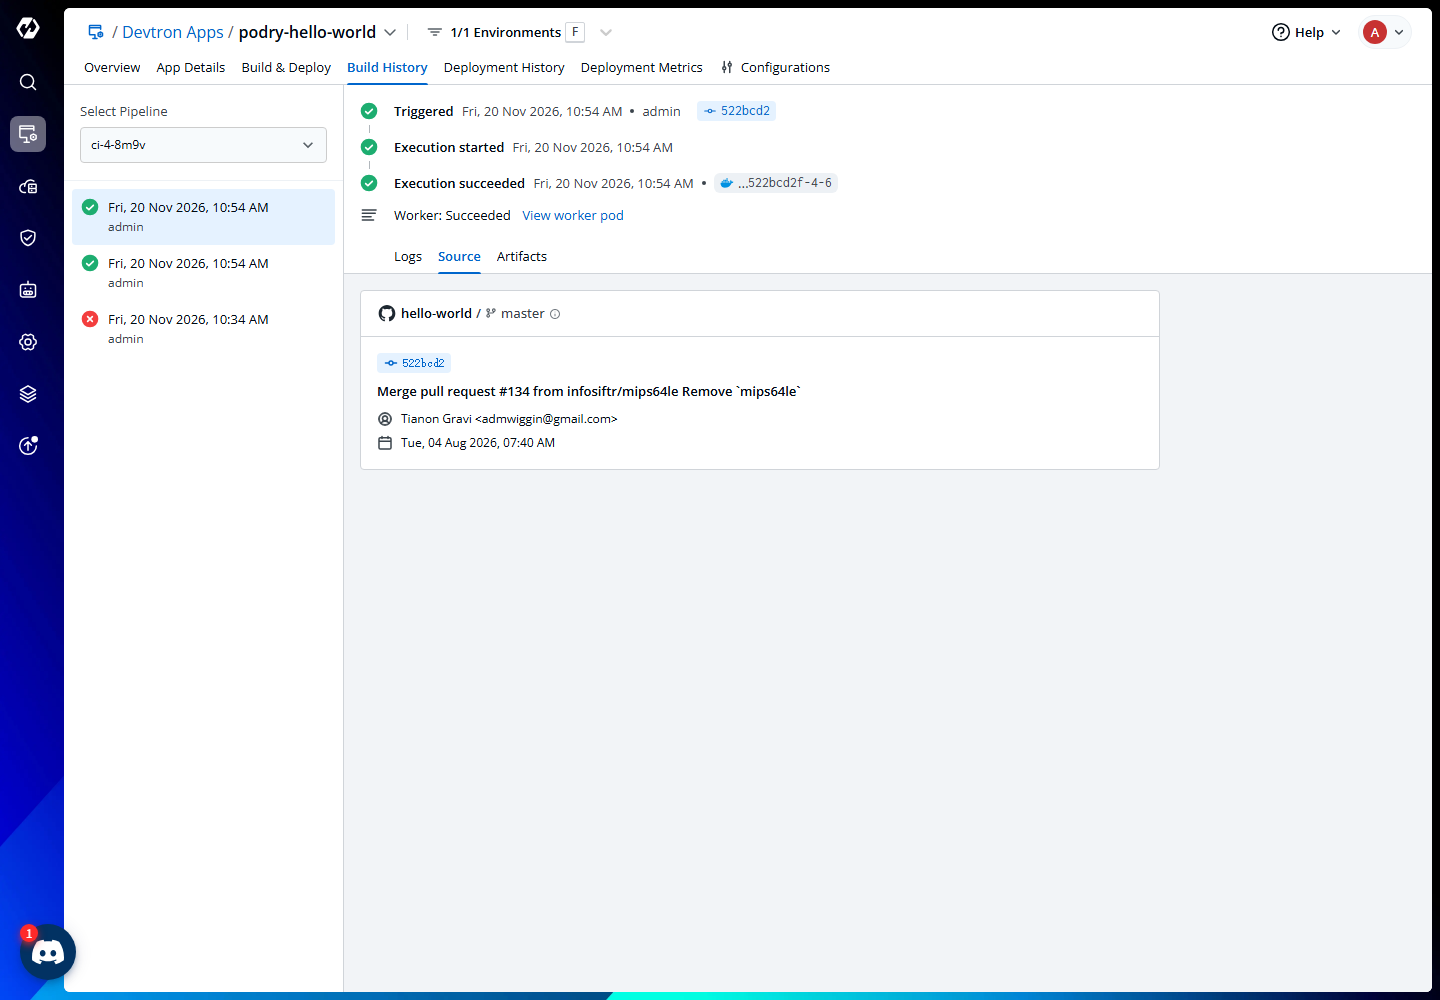 / Devtron Apps / podry-hello-world 1/1 Environments F Help A
Overview App Details Build & Deploy Build History Deployment History Deployment Metrics Configurations
Select Pipeline
ci-4-8m9v
Fri, 20 Nov 2026, 10:54 AM
admin
Fri, 20 Nov 2026, 10:54 AM
admin
Fri, 20 Nov 2026, 10:34 AM
admin
Triggered Fri, 20 Nov 2026, 10:54 AM • admin 522bcd2
Execution started Fri, 20 Nov 2026, 10:54 AM
Execution succeeded Fri, 20 Nov 2026, 10:54 AM • …522bcd2f-4-6
Worker: Succeeded View worker pod
Logs Source Artifacts
hello-world / master
522bcd2
Merge pull request #134 from infosiftr/mips64le Remove `mips64le`
Tianon Gravi <admwiggin@gmail.com>
Tue, 04 Aug 2026, 07:40 AM
1